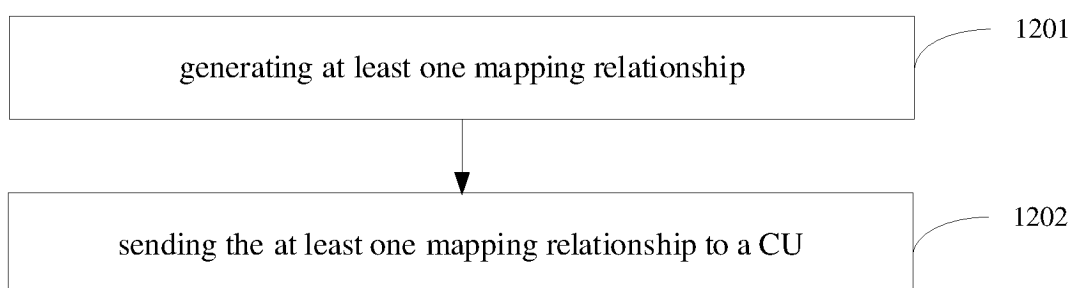 1201
generating at least one mapping relationship
1202
sending the at least one mapping relationship to a CU